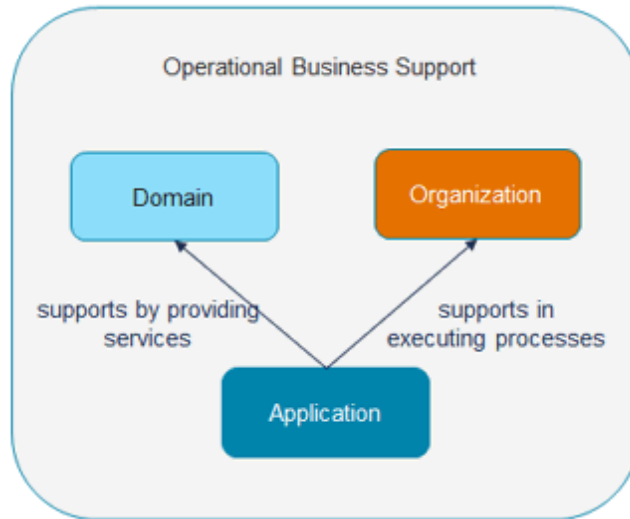 Operational Business Support
Domain
Organization
supports by providing
services
supports in
executing processes
Application